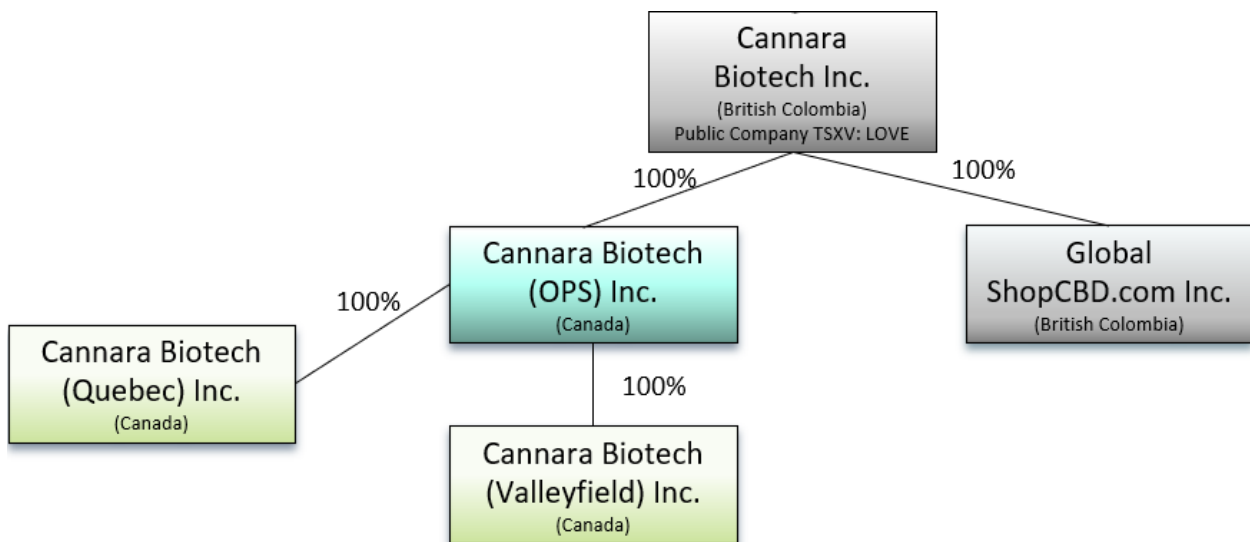 Cannara
Biotech Inc.
(British Colombia)
Public Company TSXV: LOVE
100%
100%
Cannara Biotech
(OPS) Inc.
(Canada)
Global
ShopCBD.com Inc.
(British Colombia)
100%
Cannara Biotech
(Quebec) Inc.
(Canada)
100%
Cannara Biotech
(Valleyfield) Inc.
(Canada)